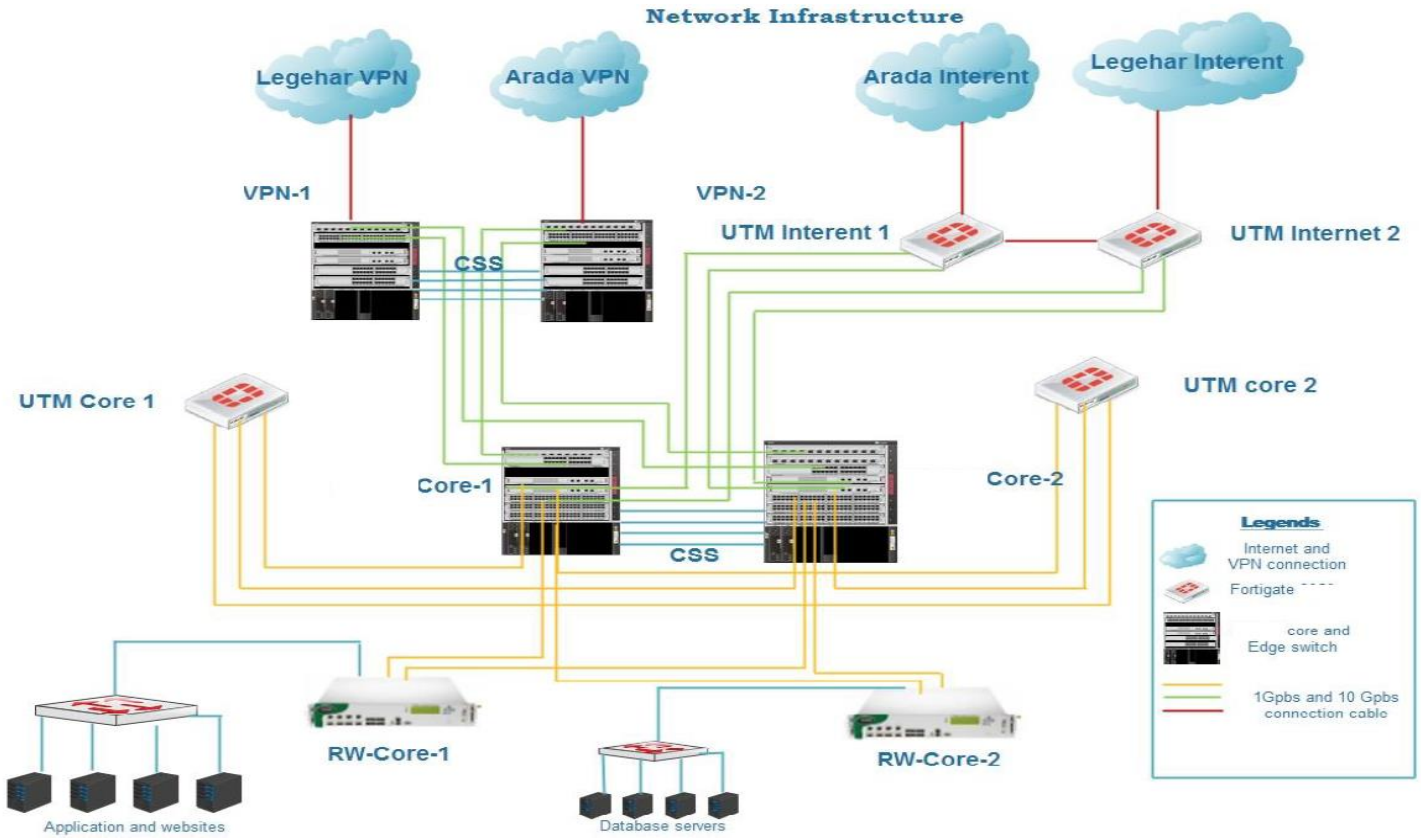 Network Infrastructure
Legehar VPN
Arada VPN
Arada Interent
Legehar Interent
VPN-1
VPN-2
UTM Interent 1
UTM Internet 2
CSS
UTM Core 1
UTM core 2
Core-1
Core-2
CSS
Legends
Internet and
VPN connection
Fortigate
core and
Edge switch
1Gpbs and 10 Gpbs
connection cable
RW-Core-1
RW-Core-2
Application and websites
Database servers